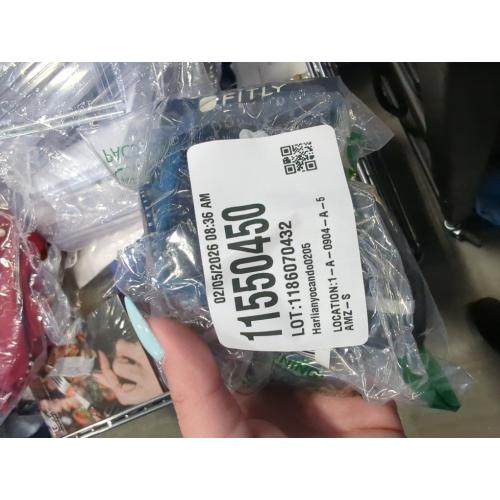 FITLY
02/05/2026 08:36 AM
11550450
LOT:1186070432
Harlianyocando0205
LOCATION:1-A-0904-A-5
AMZ-S